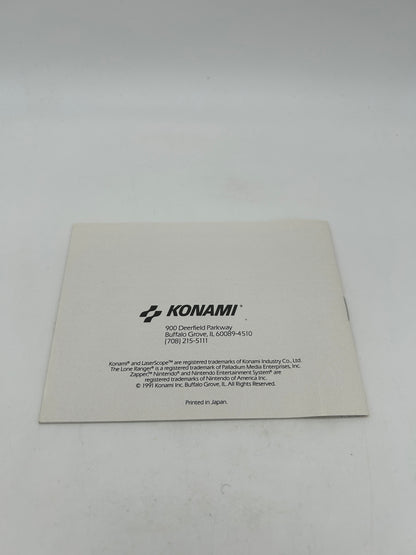 KONAMI®
900 Deerfield Parkway
Buffalo Grove, IL 60089-4510
(708) 215-5111
Konami® and LaserScope™ are registered trademarks of Konami Industry Co., Ltd.
The Lone Ranger® is a registered trademark of Palladium Media Enterprises, Inc.
Zapper,™ Nintendo® and Nintendo Entertainment System® are
registered trademarks of Nintendo of America Inc.
© 1991 Konami Inc. Buffalo Grove, IL. All Rights Reserved.
Printed in Japan.